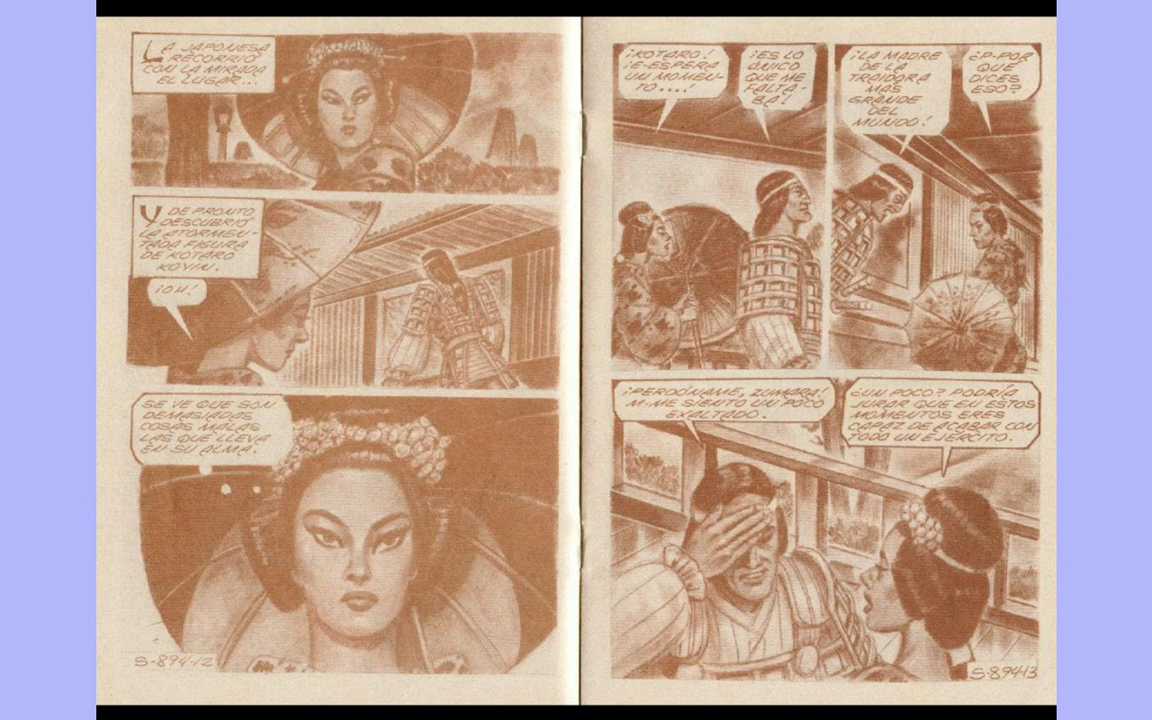 LA JAPONESA
RECORRIÓ
CON LA MIRADA
EL LUGAR...
Y DE PRONTO
DESCUBRIÓ
LA ATORMEN-
TADA FIGURA
DE KOTARO
KOYIN.
¡OH!
SE VE QUE SON
DEMASIADAS
COSAS MALAS
LAS QUE LLEVA
EN SU ALMA.
S-894-12
¡KOTARO!
¡E-ESPERA
UN MOMEN-
TO....!
¡ES LO
ÚNICO
QUE ME
FALTA-
BA!
¡LA MADRE
DE LA
TRAIDORA
MAS
GRANDE
DEL
MUNDO!
¿P-POR
QUE
DICES
ESO?
¡PERDÓNAME, ZUMARA!
M-ME SIENTO UN POCO
EXALTADO.
¿UN POCO? PODRÍA
JURAR QUE EN ESTOS
MOMENTOS ERES
CAPAZ DE ACABAR CON
TODO UN EJÉRCITO.
S-894-13